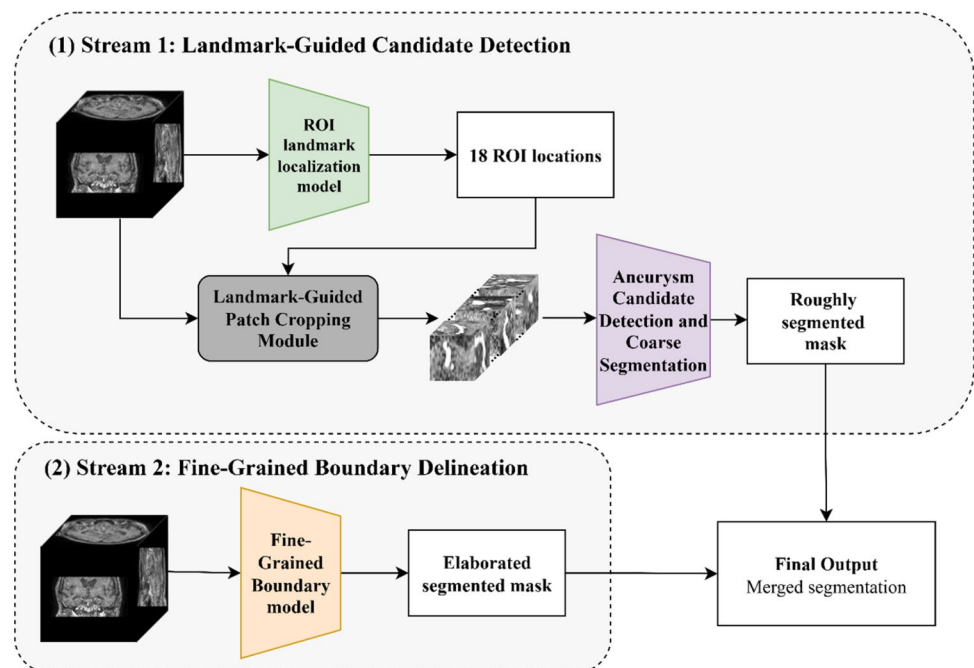 (1) Stream 1: Landmark-Guided Candidate Detection
ROI
landmark
localization
model
18 ROI locations
Landmark-Guided
Patch Cropping
Module
Aneurysm
Candidate
Detection and
Coarse
Segmentation
Roughly
segmented
mask
(2) Stream 2: Fine-Grained Boundary Delineation
Fine-
Grained
Boundary
model
Elaborated
segmented mask
Final Output
Merged segmentation